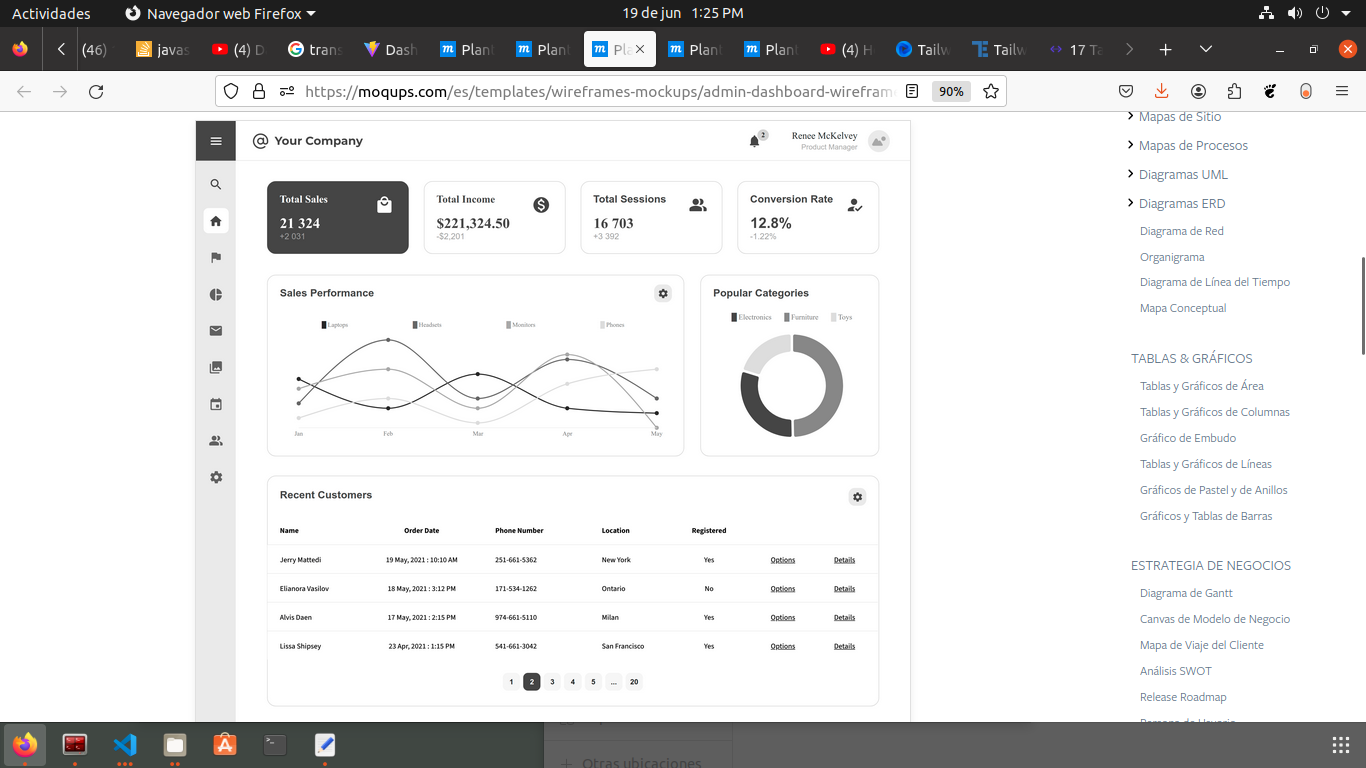 Actividades
Navegador web Firefox
19 de jun 1:25 PM
(46)
javas
(4) D
trans
Dash
Plant
Plant
Pla
Plant
Plant
(4) H
Tailw
Tailw
17 Ta
https://moqups.com/es/templates/wireframes-mockups/admin-dashboard-wirefram
90%
@ Your Company
2
Renee McKelvey
Product Manager
Total Sales
21 324
+2 031
Total Income
$221,324.50
-$2,201
Total Sessions
16 703
+3 392
Conversion Rate
12.8%
-1.22%
Sales Performance
Laptops
Headsets
Monitors
Phones
Jan
Feb
Mar
Apr
May
Popular Categories
Electronics
Furniture
Toys
Recent Customers
Name Order Date Phone Number Location Registered
Jerry Mattedi 19 May, 2021 : 10:10 AM 251-661-5362 New York Yes Options Details
Elianora Vasilov 18 May, 2021 : 3:12 PM 171-534-1262 Ontario No Options Details
Alvis Daen 17 May, 2021 : 2:15 PM 974-661-5110 Milan Yes Options Details
Lissa Shipsey 23 Apr, 2021 : 1:15 PM 541-661-3042 San Francisco Yes Options Details
1 2 3 4 5 ... 20
Mapas de Sitio
Mapas de Procesos
Diagramas UML
Diagramas ERD
Diagrama de Red
Organigrama
Diagrama de Línea del Tiempo
Mapa Conceptual
TABLAS & GRÁFICOS
Tablas y Gráficos de Área
Tablas y Gráficos de Columnas
Gráfico de Embudo
Tablas y Gráficos de Líneas
Gráficos de Pastel y de Anillos
Gráficos y Tablas de Barras
ESTRATEGIA DE NEGOCIOS
Diagrama de Gantt
Canvas de Modelo de Negocio
Mapa de Viaje del Cliente
Análisis SWOT
Release Roadmap
Otras ubicaciones